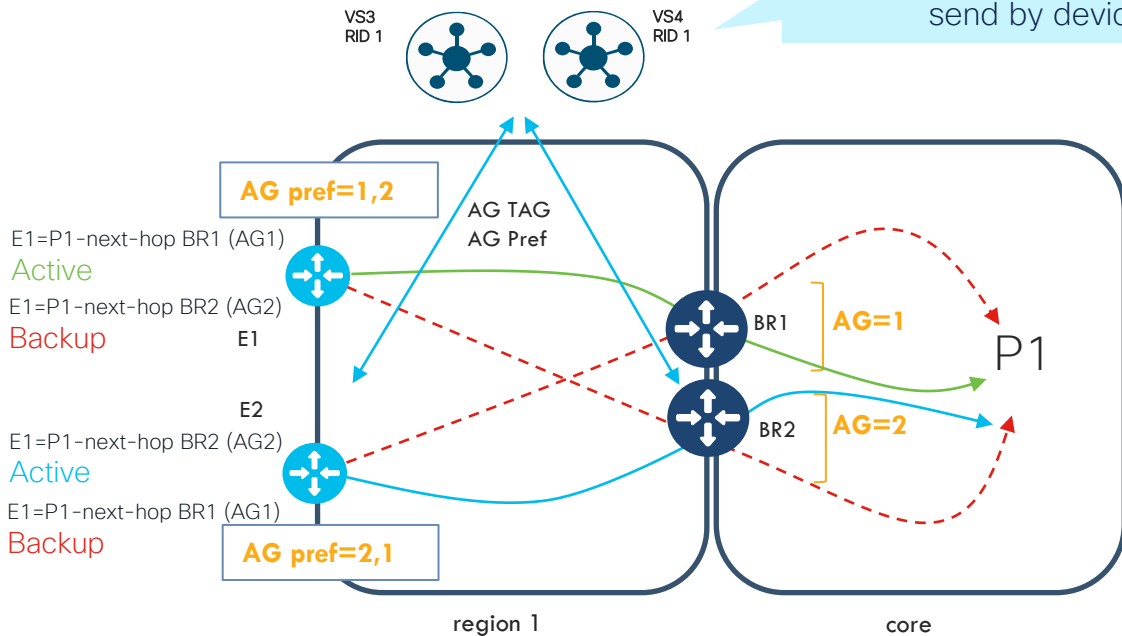 send by devic
VS3
RID 1
VS4
RID 1
AG pref=1,2
AG TAG
AG Pref
E1=P1-next-hop BR1 (AG1)
Active
E1=P1-next-hop BR2 (AG2)
Backup
E1
BR1
AG=1
P1
E2
BR2
AG=2
E1=P1-next-hop BR2 (AG2)
Active
E1=P1-next-hop BR1 (AG1)
Backup
AG pref=2,1
region 1
core